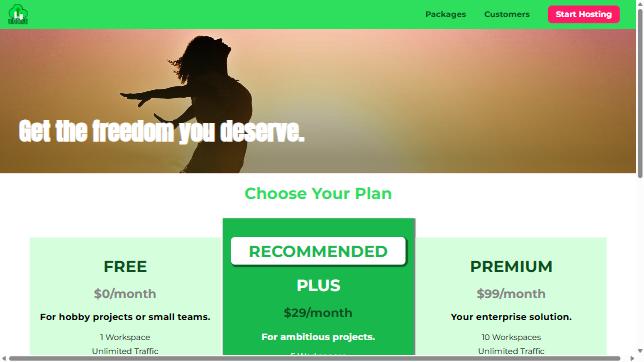 Packages
Customers
Start Hosting
Get the freedom you deserve.
Choose Your Plan
FREE
$0/month
For hobby projects or small teams.
1 Workspace
Unlimited Traffic
RECOMMENDED
PLUS
$29/month
For ambitious projects.
5 Workspaces
PREMIUM
$99/month
Your enterprise solution.
10 Workspaces
Unlimited Traffic